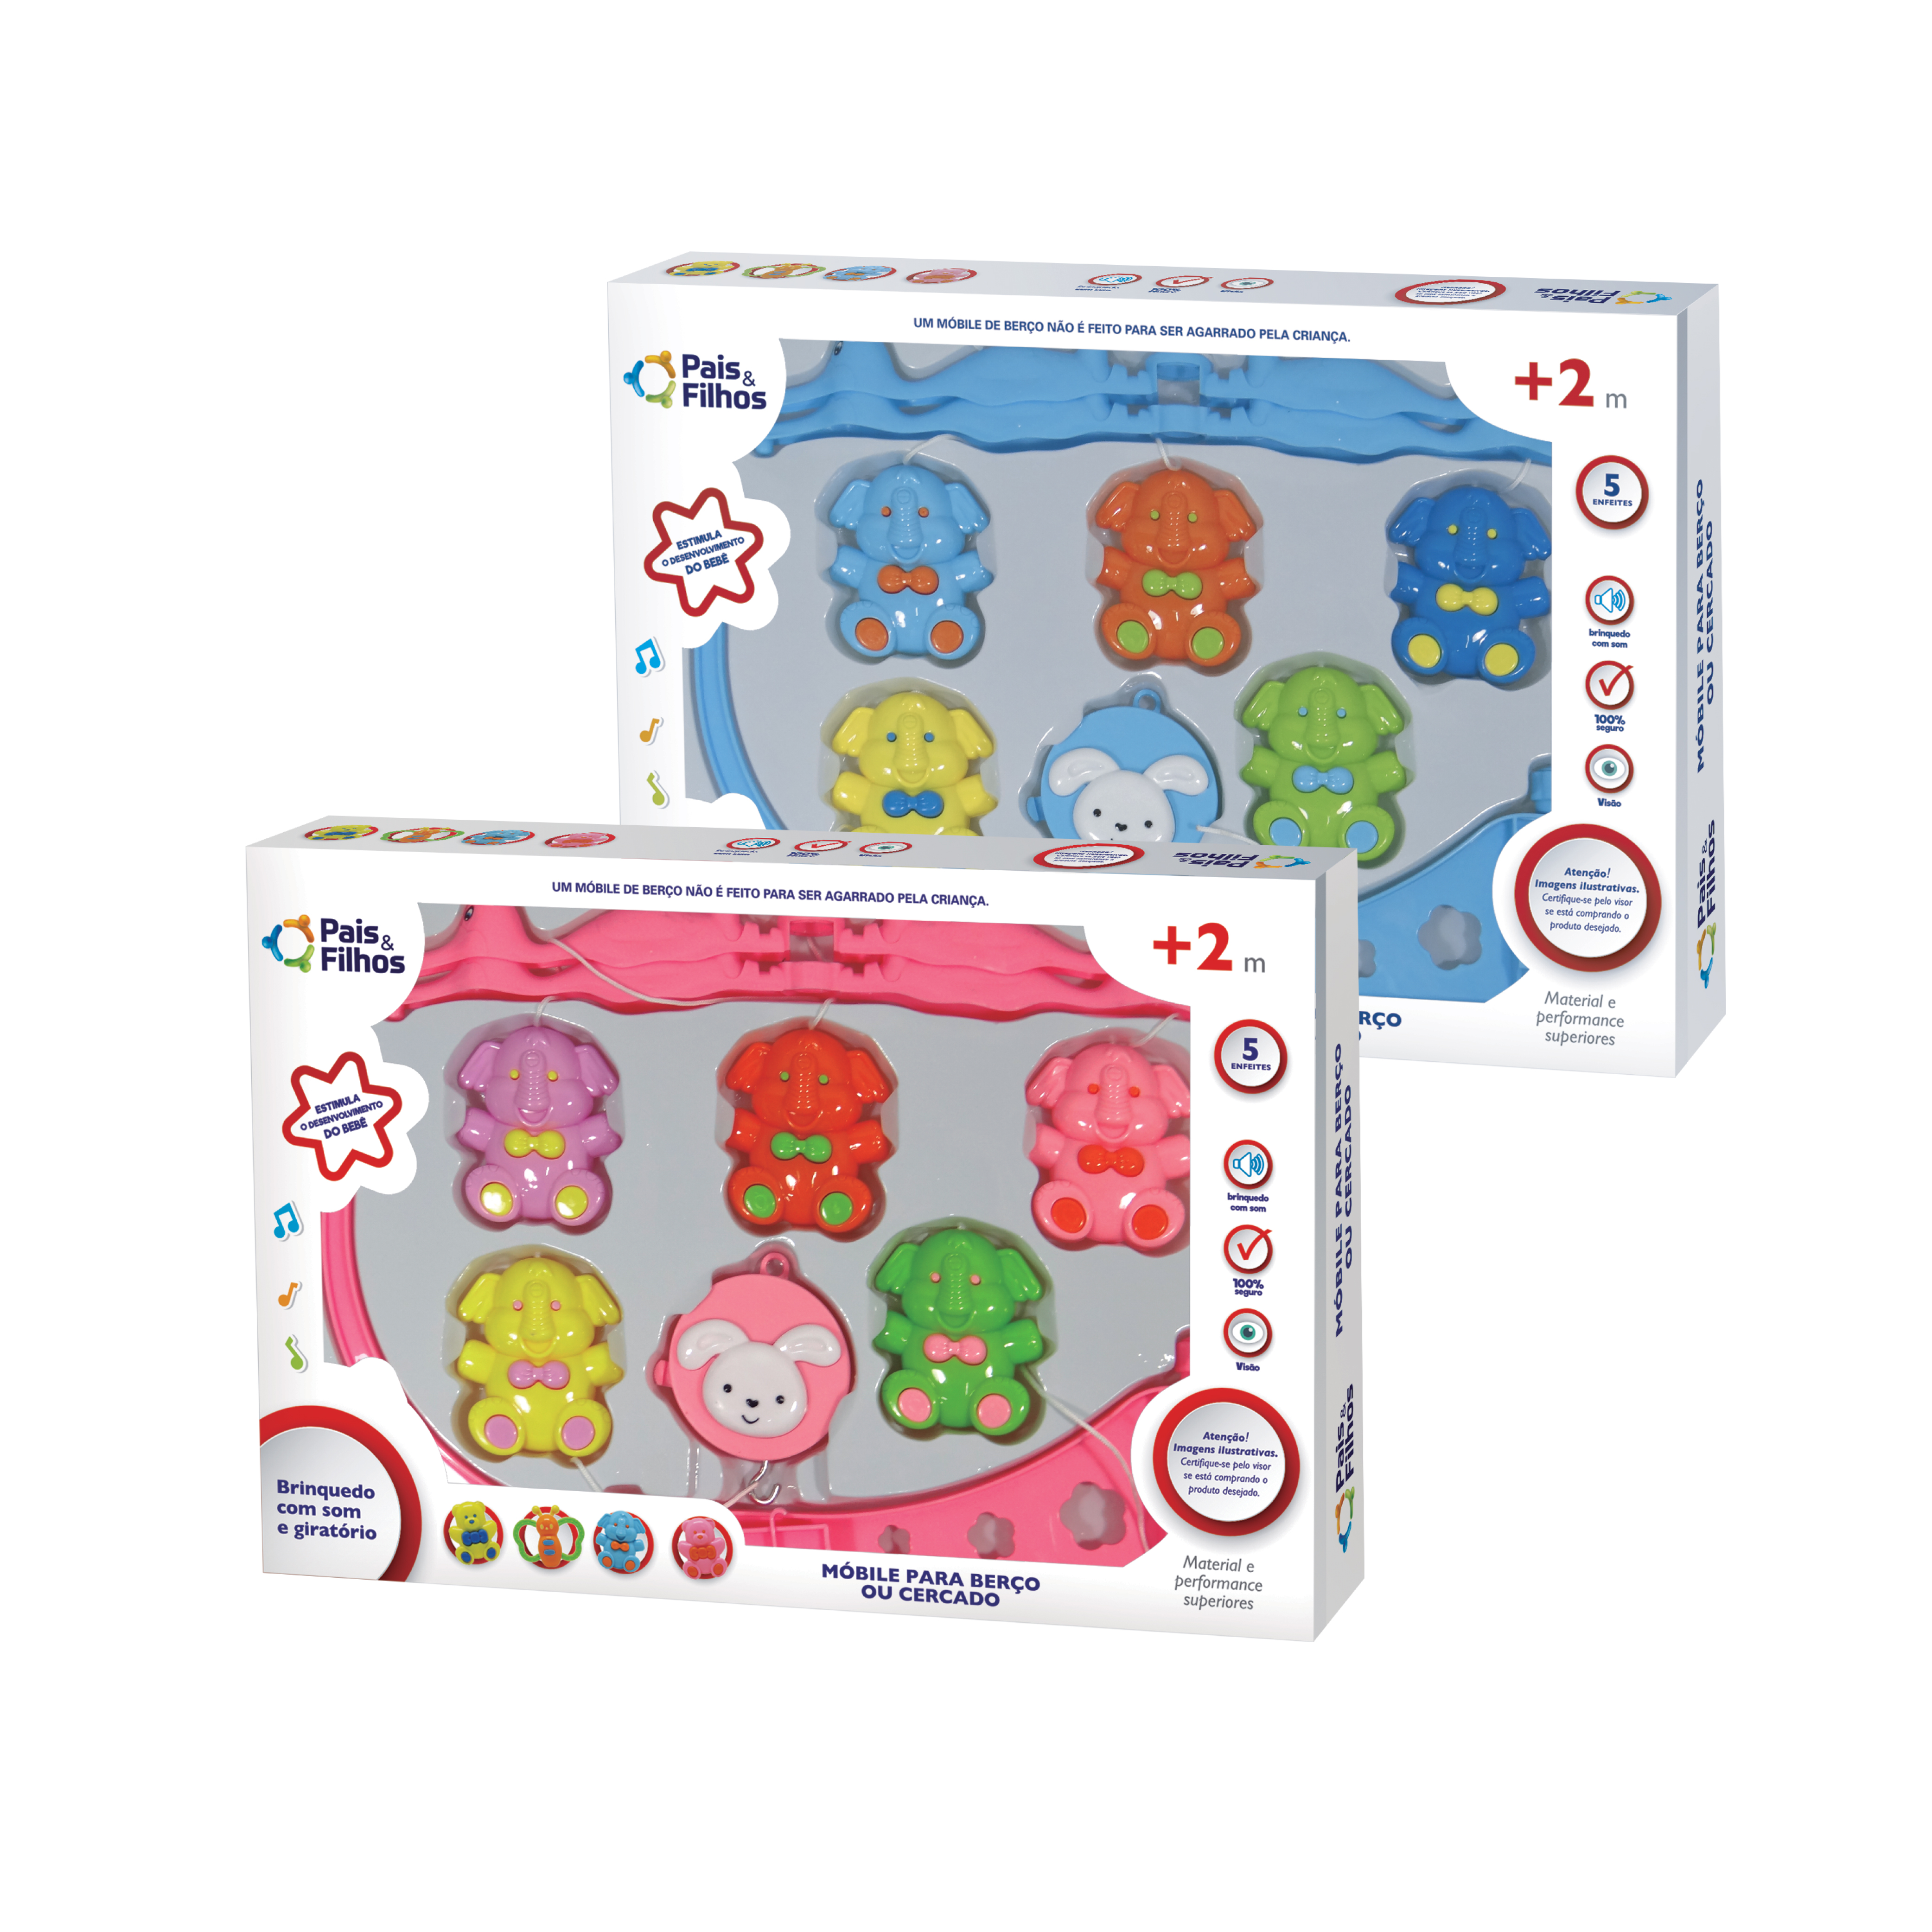 UM MÓBILE DE BERÇO NÃO É FEITO PARA SER AGARRADO PELA CRIANÇA.
Pais &
Filhos
+2 m
ESTIMULA
O DESENVOLVIMENTO
DO BEBÊ
5
ENFEITES
brinquedo
com som
100%
seguro
Visão
Atenção!
Imagens ilustrativas.
Certifique-se pelo visor
se está comprando o
produto desejado.
Material e
performance
superiores
RÇO
MÓBILE PARA BERÇO
OU CERCADO
Pais &
Filhos
Pais &
Filhos
UM MÓBILE DE BERÇO NÃO É FEITO PARA SER AGARRADO PELA CRIANÇA.
Pais &
Filhos
+2 m
ESTIMULA
O DESENVOLVIMENTO
DO BEBÊ
5
ENFEITES
brinquedo
com som
100%
seguro
Visão
Atenção!
Imagens ilustrativas.
Certifique-se pelo visor
se está comprando o
produto desejado.
Brinquedo
com som
e giratório
MÓBILE PARA BERÇO
OU CERCADO
Material e
performance
superiores
MÓBILE PARA BERÇO
OU CERCADO
Pais &
Filhos
Pais &
Filhos